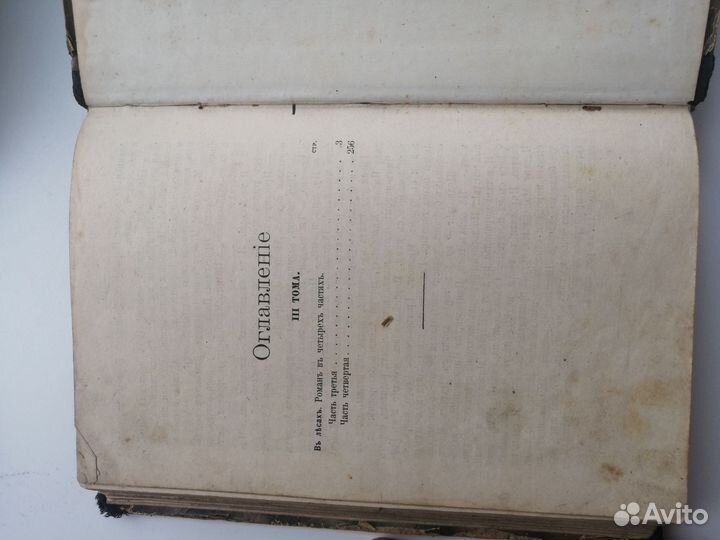 Оглавленіе
III ТОМА.
стр.
Въ лѣсахъ. Романъ въ четырехъ частяхъ.
Часть третья . . . . . . . . . . . . . . . . . . . . 3
Часть четвертая . . . . . . . . . . . . . . . . . . . 256
Avito